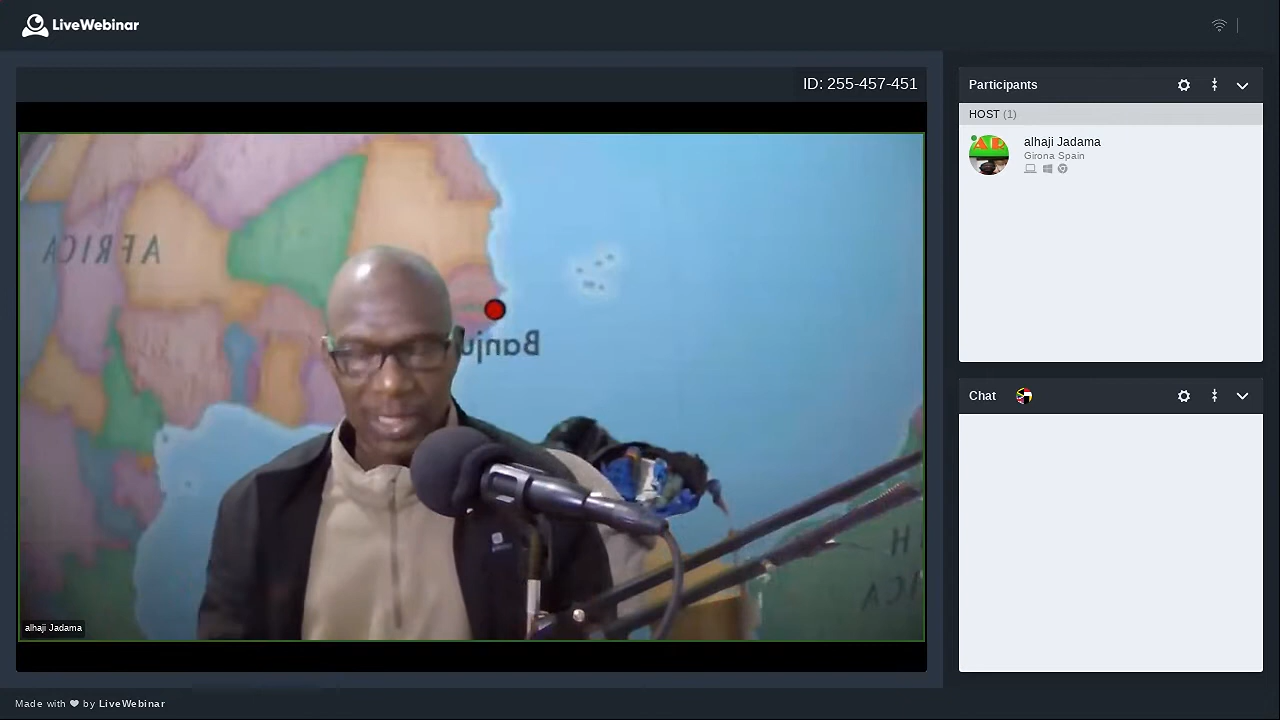 LiveWebinar
ID: 255-457-451
AFRICA
Banju
alhaji Jadama
Participants
HOST (1)
alhaji Jadama
Girona Spain
Chat
Made with by LiveWebinar